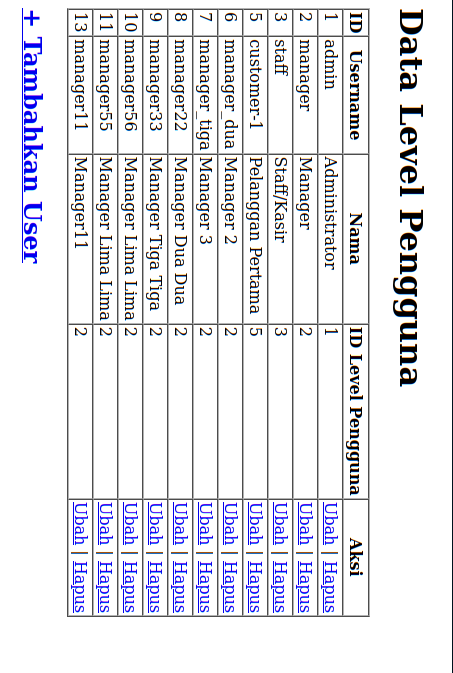 Data Level Pengguna
ID Username Nama ID Level Pengguna Aksi
1 admin Administrator 1 Ubah | Hapus
2 manager Manager 2 Ubah | Hapus
3 staff Staff/Kasir 3 Ubah | Hapus
5 customer-1 Pelanggan Pertama 5 Ubah | Hapus
6 manager_dua Manager 2 2 Ubah | Hapus
7 manager_tiga Manager 3 2 Ubah | Hapus
8 manager22 Manager Dua Dua 2 Ubah | Hapus
9 manager33 Manager Tiga Tiga 2 Ubah | Hapus
10 manager56 Manager Lima Lima 2 Ubah | Hapus
11 manager55 Manager Lima Lima 2 Ubah | Hapus
13 manager11 Manager11 2 Ubah | Hapus
+ Tambahkan User